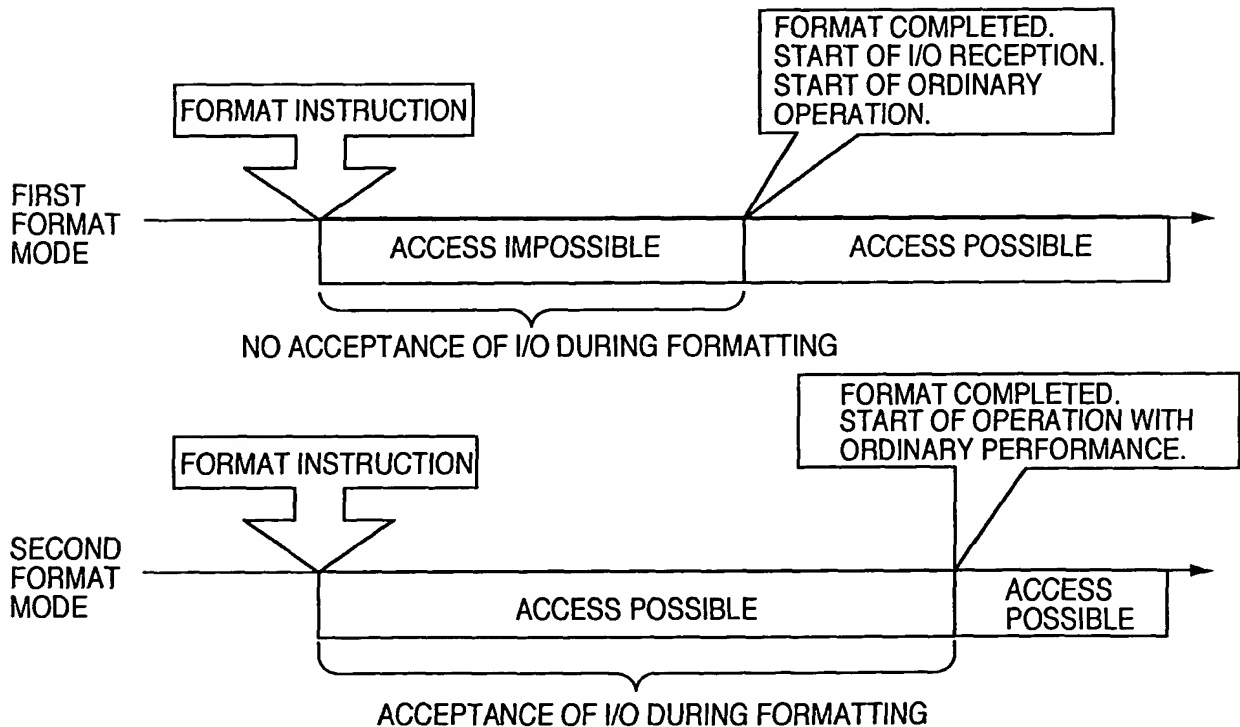 FORMAT COMPLETED.
START OF I/O RECEPTION.
START OF ORDINARY
OPERATION.
FORMAT INSTRUCTION
FIRST
FORMAT
MODE
ACCESS IMPOSSIBLE
ACCESS POSSIBLE
NO ACCEPTANCE OF I/O DURING FORMATTING
FORMAT COMPLETED.
START OF OPERATION WITH
ORDINARY PERFORMANCE.
FORMAT INSTRUCTION
SECOND
FORMAT
MODE
ACCESS POSSIBLE
ACCESS
POSSIBLE
ACCEPTANCE OF I/O DURING FORMATTING